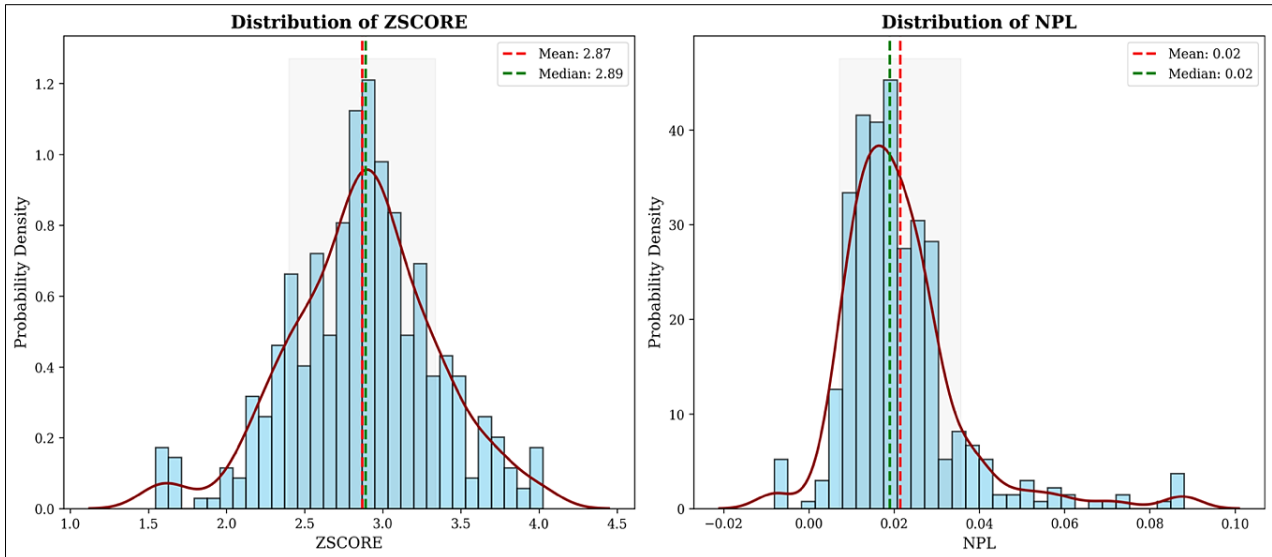 Distribution of ZSCORE
Mean: 2.87
Median: 2.89
Probability Density
1.2
1.0
0.8
0.6
0.4
0.2
0.0
1.0 1.5 2.0 2.5 3.0 3.5 4.0 4.5
ZSCORE
Distribution of NPL
Mean: 0.02
Median: 0.02
Probability Density
40
30
20
10
0
−0.02 0.00 0.02 0.04 0.06 0.08 0.10
NPL